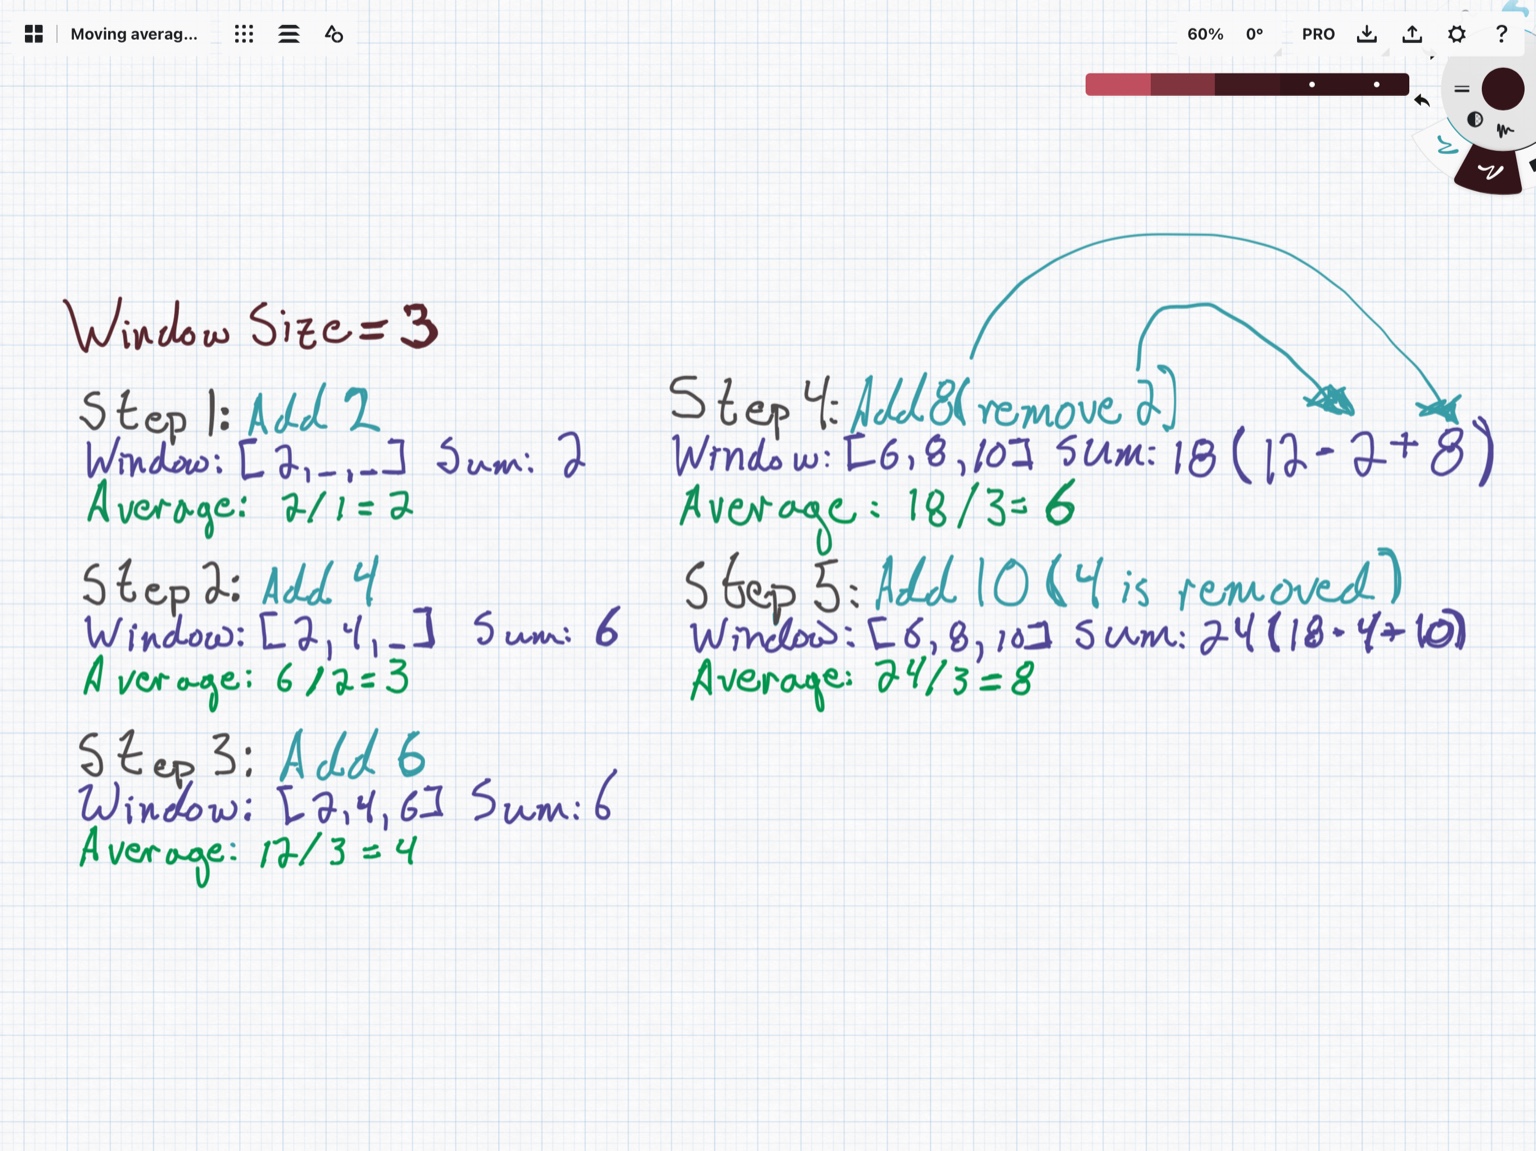 Moving averag...
60% 0° PRO ?
Window Size = 3
Step 1: Add 2
Window: [2,_,_] Sum: 2
Average: 2/1 = 2
Step 2: Add 4
Window: [2,4,_] Sum: 6
Average: 6/2 = 3
Step 3: Add 6
Window: [2,4,6] Sum: 6
Average: 12/3 = 4
Step 4: Add 8 (remove 2)
Window: [6,8,10] Sum: 18 (12-2+8)
Average: 18/3 = 6
Step 5: Add 10 (4 is removed)
Window: [6,8,10] Sum: 24 (18-4+10)
Average: 24/3 = 8